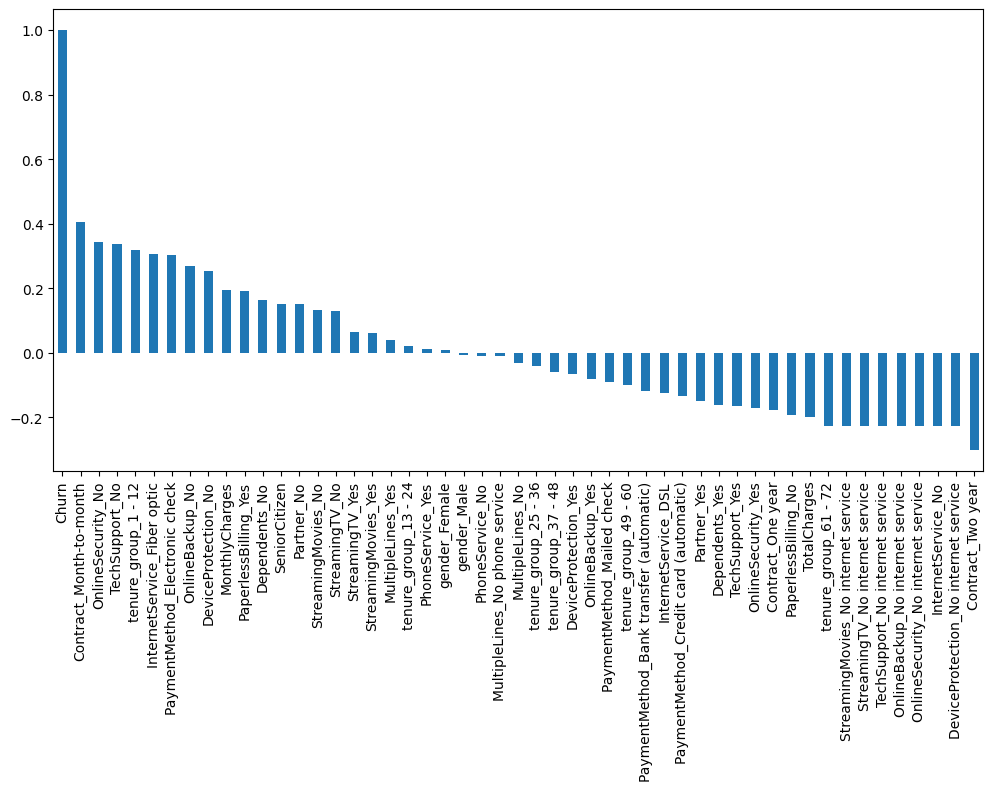 1.0
0.8
0.6
0.4
0.2
0.0
−0.2
Churn
Contract_Month-to-month
OnlineSecurity_No
TechSupport_No
tenure_group_1 - 12
InternetService_Fiber optic
PaymentMethod_Electronic check
OnlineBackup_No
DeviceProtection_No
MonthlyCharges
PaperlessBilling_Yes
Dependents_No
SeniorCitizen
Partner_No
StreamingMovies_No
StreamingTV_No
StreamingTV_Yes
StreamingMovies_Yes
MultipleLines_Yes
tenure_group_13 - 24
PhoneService_Yes
gender_Female
gender_Male
PhoneService_No
MultipleLines_No phone service
MultipleLines_No
tenure_group_25 - 36
tenure_group_37 - 48
DeviceProtection_Yes
OnlineBackup_Yes
PaymentMethod_Mailed check
tenure_group_49 - 60
PaymentMethod_Bank transfer (automatic)
InternetService_DSL
PaymentMethod_Credit card (automatic)
Partner_Yes
Dependents_Yes
TechSupport_Yes
OnlineSecurity_Yes
Contract_One year
PaperlessBilling_No
TotalCharges
tenure_group_61 - 72
StreamingMovies_No internet service
StreamingTV_No internet service
TechSupport_No internet service
OnlineBackup_No internet service
OnlineSecurity_No internet service
InternetService_No
DeviceProtection_No internet service
Contract_Two year